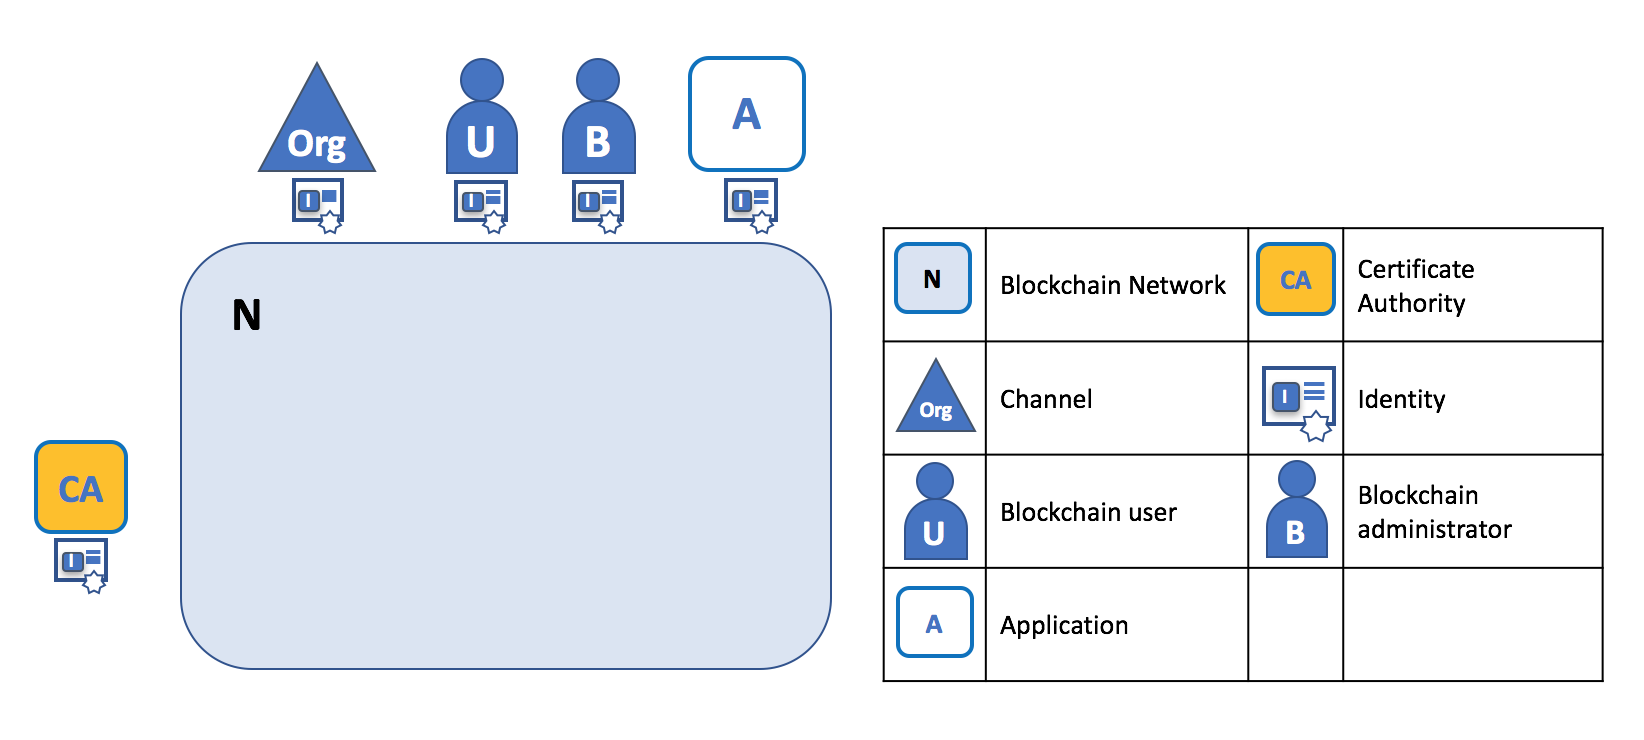 Org
U
B
A
I
I
I
I
N
CA
I
N
Blockchain Network
CA
Certificate
Authority
Org
Channel
I
Identity
U
Blockchain user
B
Blockchain
administrator
A
Application